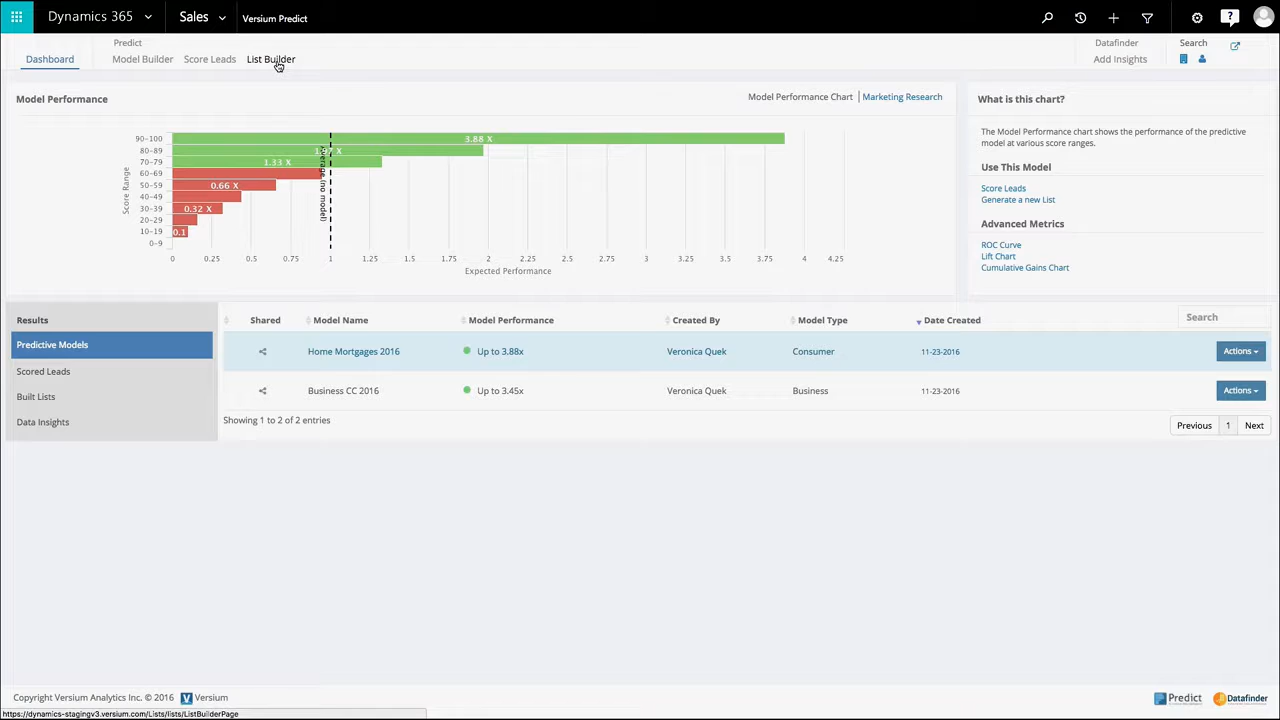 Dynamics 365
Sales
Versium Predict
Dashboard
Predict
Model Builder
Score Leads
List Builder
Datafinder
Add Insights
Search
Model Performance
Model Performance Chart
Marketing Research
Score Range
90-100
80-89
70-79
60-69
50-59
40-49
30-39
20-29
10-19
0-9
3.88 X
1.33 X
0.66 X
0.32 X
0.1
Average (no model)
0 0.25 0.5 0.75 1 1.25 1.5 1.75 2 2.25 2.5 2.75 3 3.25 3.5 3.75 4 4.25
Expected Performance
What is this chart?
The Model Performance chart shows the performance of the predictive
model at various score ranges.
Use This Model
Score Leads
Generate a new List
Advanced Metrics
ROC Curve
Lift Chart
Cumulative Gains Chart
Results
Predictive Models
Scored Leads
Built Lists
Data Insights
Search
Shared Model Name Model Performance Created By Model Type Date Created
Home Mortgages 2016 Up to 3.88x Veronica Quek Consumer 11-23-2016 Actions
Business CC 2016 Up to 3.45x Veronica Quek Business 11-23-2016 Actions
Showing 1 to 2 of 2 entries
Previous 1 Next
Copyright Versium Analytics Inc. © 2016 Versium
Predict
Datafinder
https://dynamics-stagingv3.versium.com/Lists/lists/ListBuilderPage